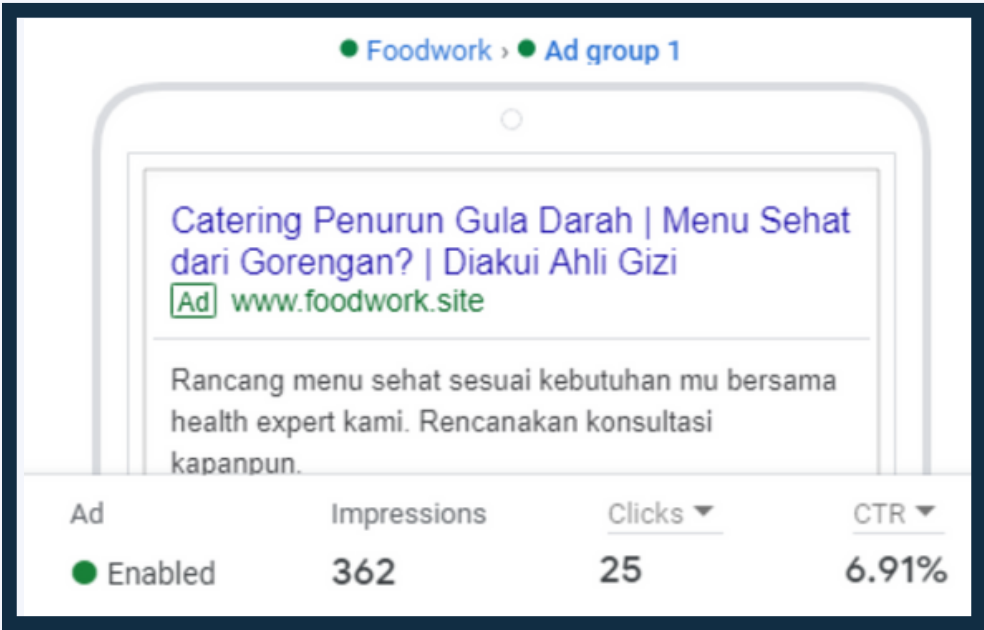 Foodwork › Ad group 1
Catering Penurun Gula Darah | Menu Sehat
dari Gorengan? | Diakui Ahli Gizi
Ad www.foodwork.site
Rancang menu sehat sesuai kebutuhan mu bersama
health expert kami. Rencanakan konsultasi
kapanpun.
Ad Impressions Clicks CTR
Enabled 362 25 6.91%